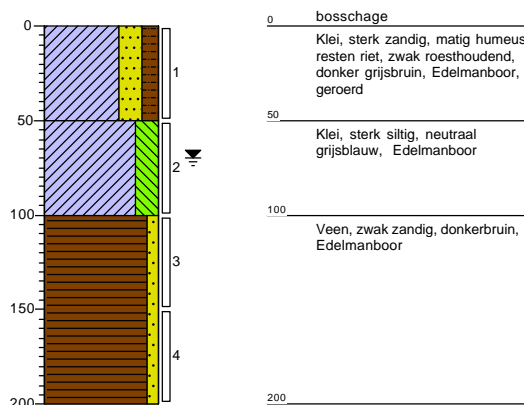 0
50
100
150
200
1
2
3
4
0
bosschage
Klei, sterk zandig, matig humeus,
resten riet, zwak roesthoudend,
donker grijsbruin, Edelmanboor,
geroerd
50
Klei, sterk siltig, neutraal
grijsblauw, Edelmanboor
100
Veen, zwak zandig, donkerbruin,
Edelmanboor
200